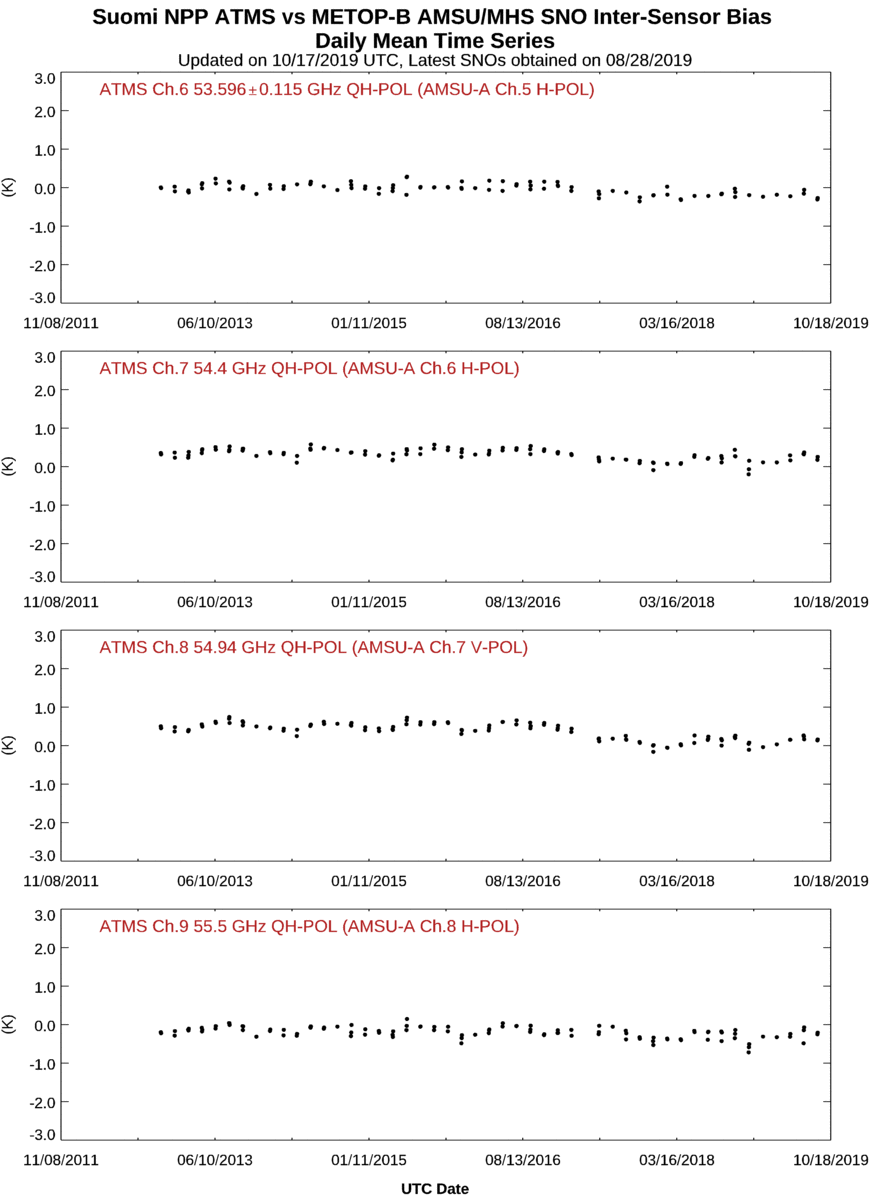 Suomi NPP ATMS vs METOP-B AMSU/MHS SNO Inter-Sensor Bias
Daily Mean Time Series
Updated on 10/17/2019 UTC, Latest SNOs obtained on 08/28/2019
ATMS Ch.6 53.596±0.115 GHz QH-POL (AMSU-A Ch.5 H-POL)
3.0
2.0
1.0
0.0
-1.0
-2.0
-3.0
(K)
11/08/2011 06/10/2013 01/11/2015 08/13/2016 03/16/2018 10/18/2019
ATMS Ch.7 54.4 GHz QH-POL (AMSU-A Ch.6 H-POL)
3.0
2.0
1.0
0.0
-1.0
-2.0
-3.0
(K)
11/08/2011 06/10/2013 01/11/2015 08/13/2016 03/16/2018 10/18/2019
ATMS Ch.8 54.94 GHz QH-POL (AMSU-A Ch.7 V-POL)
3.0
2.0
1.0
0.0
-1.0
-2.0
-3.0
(K)
11/08/2011 06/10/2013 01/11/2015 08/13/2016 03/16/2018 10/18/2019
ATMS Ch.9 55.5 GHz QH-POL (AMSU-A Ch.8 H-POL)
3.0
2.0
1.0
0.0
-1.0
-2.0
-3.0
(K)
11/08/2011 06/10/2013 01/11/2015 08/13/2016 03/16/2018 10/18/2019
UTC Date